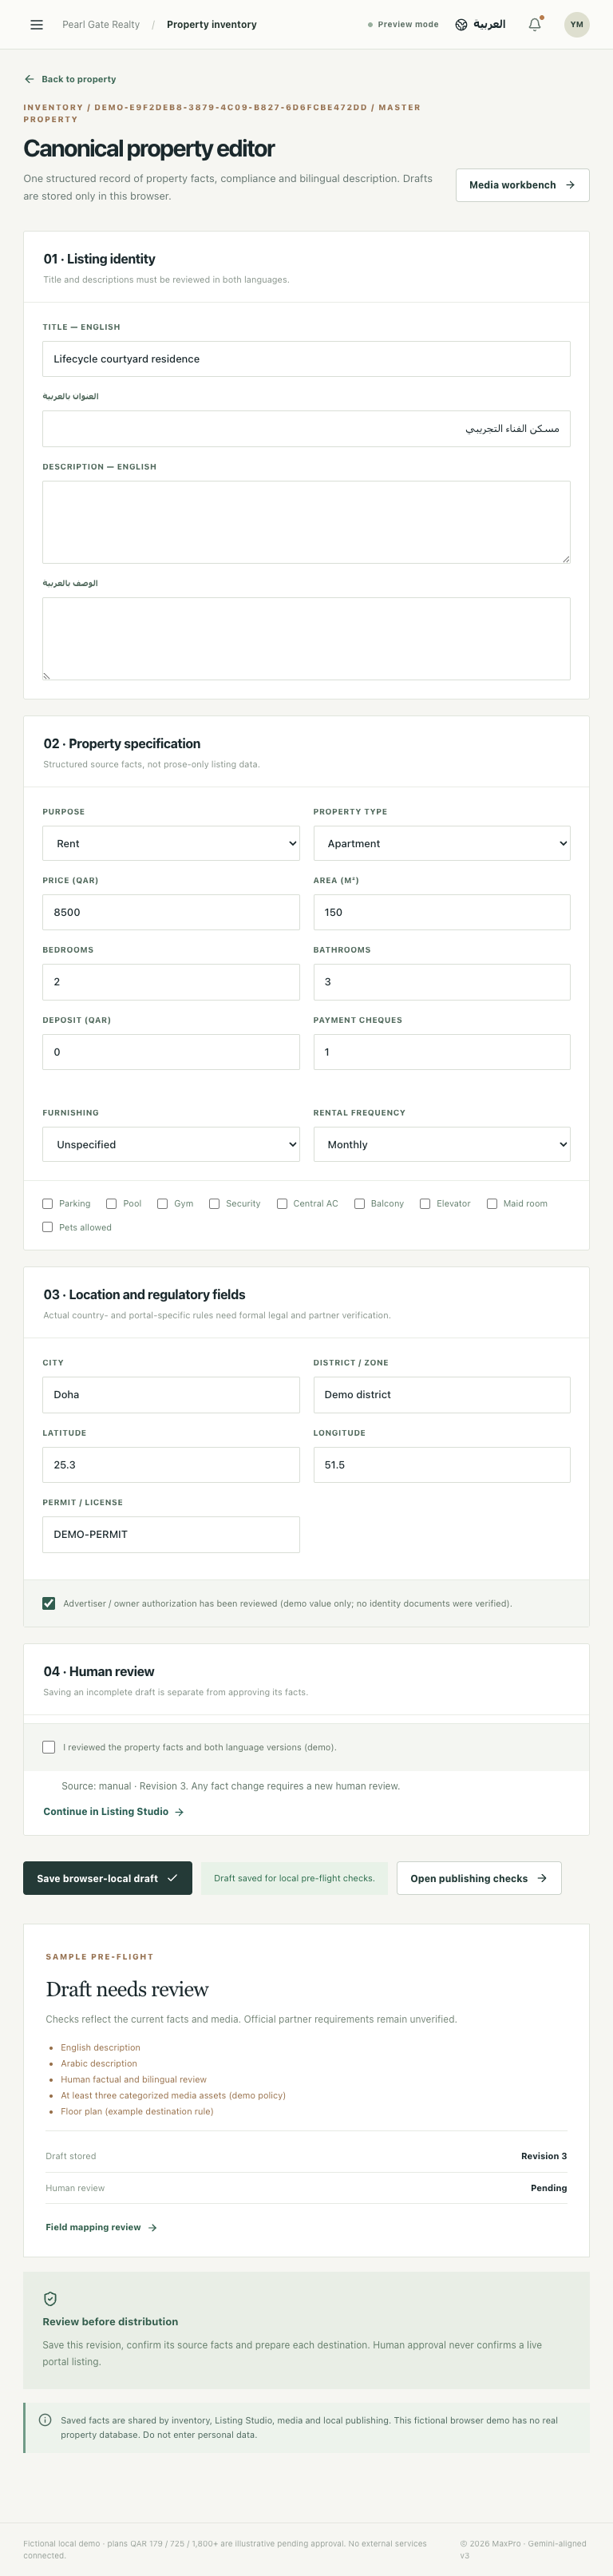 Pearl Gate Realty / Property inventory
Preview mode
العربية
YM
Back to property
INVENTORY / DEMO-E9F2DEB8-3879-4C09-B827-6D6FCBE472DD / MASTER
PROPERTY
Canonical property editor
One structured record of property facts, compliance and bilingual description. Drafts
are stored only in this browser.
Media workbench
01 · Listing identity
Title and descriptions must be reviewed in both languages.
TITLE — ENGLISH
Lifecycle courtyard residence
العنوان بالعربية
مسكن الفناء التجريبي
DESCRIPTION — ENGLISH
الوصف بالعربية
02 · Property specification
Structured source facts, not prose-only listing data.
PURPOSE
PROPERTY TYPE
Rent
Apartment
PRICE (QAR)
AREA (M²)
8500
150
BEDROOMS
BATHROOMS
2
3
DEPOSIT (QAR)
PAYMENT CHEQUES
0
1
FURNISHING
RENTAL FREQUENCY
Unspecified
Monthly
Parking Pool Gym Security Central AC Balcony Elevator Maid room
Pets allowed
03 · Location and regulatory fields
Actual country- and portal-specific rules need formal legal and partner verification.
CITY
DISTRICT / ZONE
Doha
Demo district
LATITUDE
LONGITUDE
25.3
51.5
PERMIT / LICENSE
DEMO-PERMIT
Advertiser / owner authorization has been reviewed (demo value only; no identity documents were verified).
04 · Human review
Saving an incomplete draft is separate from approving its facts.
I reviewed the property facts and both language versions (demo).
Source: manual · Revision 3. Any fact change requires a new human review.
Continue in Listing Studio
Save browser-local draft
Draft saved for local pre-flight checks.
Open publishing checks
SAMPLE PRE-FLIGHT
Draft needs review
Checks reflect the current facts and media. Official partner requirements remain unverified.
• English description
• Arabic description
• Human factual and bilingual review
• At least three categorized media assets (demo policy)
• Floor plan (example destination rule)
Draft stored Revision 3
Human review Pending
Field mapping review
Review before distribution
Save this revision, confirm its source facts and prepare each destination. Human approval never confirms a live
portal listing.
Saved facts are shared by inventory, Listing Studio, media and local publishing. This fictional browser demo has no real
property database. Do not enter personal data.
Fictional local demo · plans QAR 179 / 725 / 1,800+ are illustrative pending approval. No external services
connected.
© 2026 MaxPro · Gemini-aligned
v3